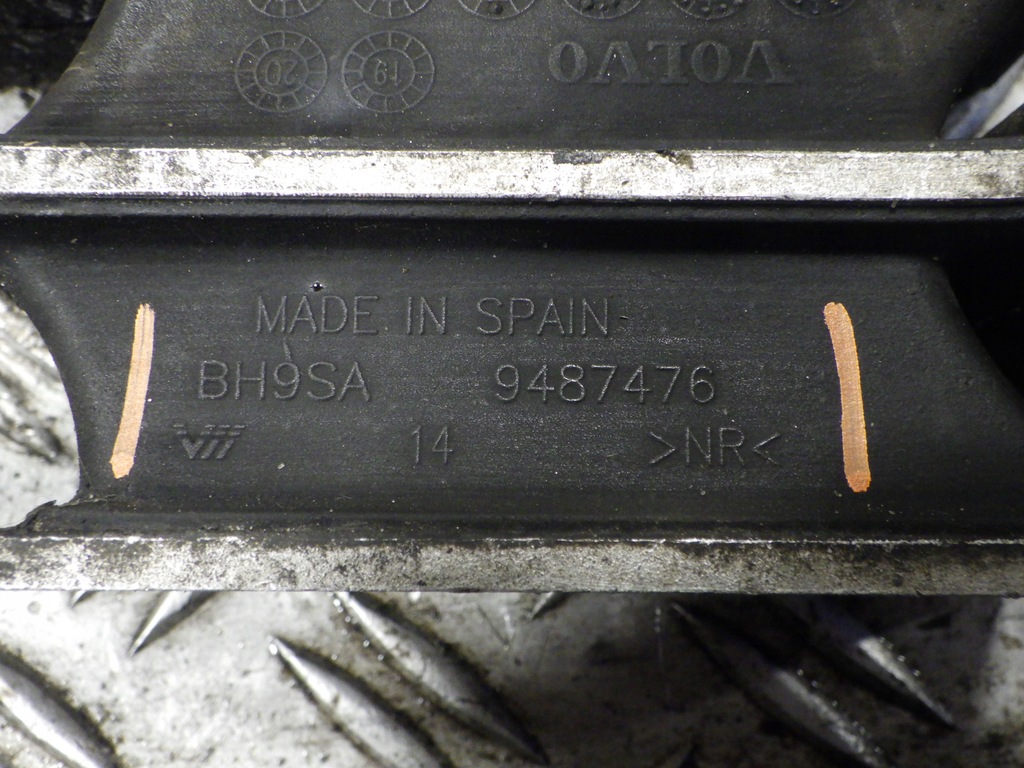 20 19 VOLVO
MADE IN SPAIN
BH9SA 9487476
14 >NR<